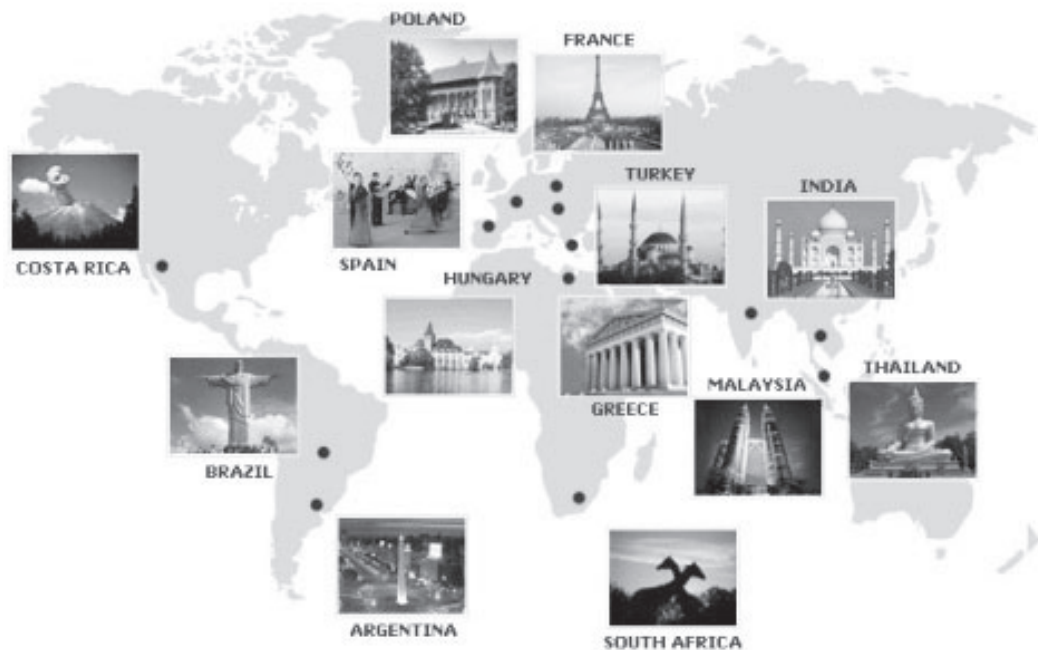 POLAND
FRANCE
TURKEY
INDIA
COSTA RICA
SPAIN
HUNGARY
THAILAND
MALAYSIA
GREECE
BRAZIL
ARGENTINA
SOUTH AFRICA